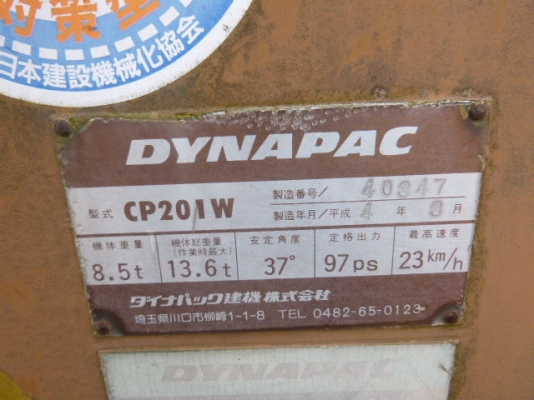 対策型
日本建設機械化協会
DYNAPAC
型式 CP201W
製造番号/ 40347
製造年月/平成 4 年 9 月
機体重量 8.5t
機体総重量 (作業時最大) 13.6t
安定角度 37°
定格出力 97ps
最高速度 23km/h
ダイナパック建機株式会社
埼玉県川口市柳崎1-1-8 TEL 0482-65-0123
DYNAPAC